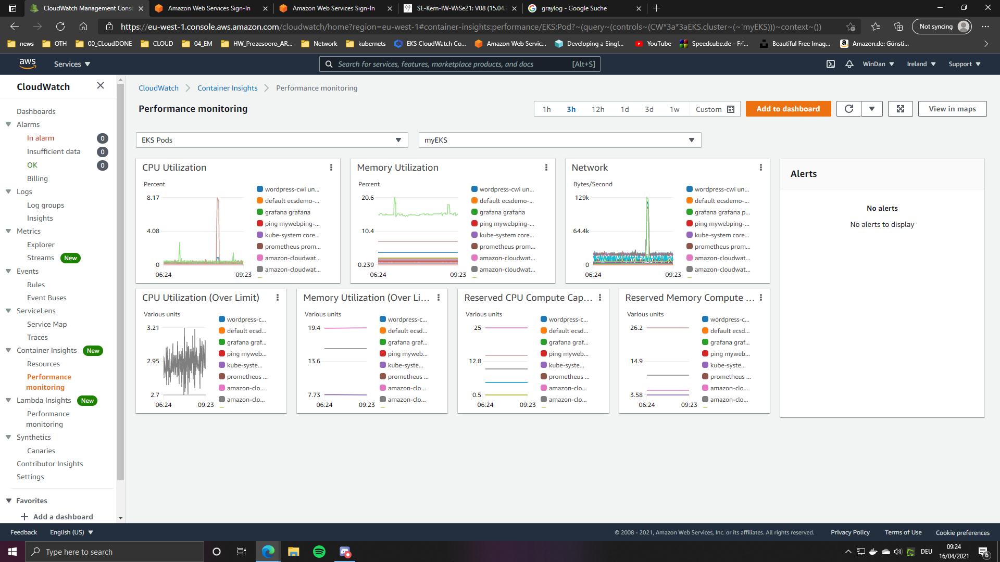 CloudWatch Management Conso
Amazon Web Services Sign-In
Amazon Web Services Sign-In
SE-Kern-IW-WiSe21: V08 (15.04.2
graylog - Google Suche
https://eu-west-1.console.aws.amazon.com/cloudwatch/home?region=eu-west-1#container-insights:performance/EKS:Pod?~(query~(controls~(CW*3a*3aEKS.cluster~(~'myEKS)))~context~())
Not syncing
news
OTH
00_CLoudDONE
CLOUD
04_EM
HW_Prozesooro_AR...
Network
kubernets
EKS CloudWatch Co...
Amazon Web Servic...
Developing a Singl...
YouTube
Speedcube.de - Fri...
Beautiful Free Imag...
Amazon.de: Günsti...
aws
Services
Search for services, features, marketplace products, and docs
[Alt+S]
WinDan
Ireland
Support
CloudWatch
Dashboards
Alarms
In alarm
0
Insufficient data
0
OK
0
Billing
Logs
Log groups
Insights
Metrics
Explorer
Streams
New
Events
Rules
Event Buses
ServiceLens
Service Map
Traces
Container Insights
New
Resources
Performance
monitoring
Lambda Insights
New
Performance
monitoring
Synthetics
Canaries
Contributor Insights
Settings
Favorites
Add a dashboard
CloudWatch
Container Insights
Performance monitoring
Performance monitoring
1h
3h
12h
1d
3d
1w
Custom
Add to dashboard
View in maps
EKS Pods
myEKS
CPU Utilization
Percent
8.17
4.08
0
06:24
09:23
wordpress-cwi un...
default ecsdemo-...
grafana grafana
ping mywebping-...
kube-system core...
prometheus prom...
amazon-cloudwat...
amazon-cloudwat...
Memory Utilization
Percent
20.6
10.4
0.239
06:24
09:23
wordpress-cwi un...
default ecsdemo-...
grafana grafana
ping mywebping-...
kube-system core...
prometheus prom...
amazon-cloudwat...
amazon-cloudwat...
Network
Bytes/Second
129k
64.4k
0
06:24
09:23
wordpress-cwi un...
default ecsdemo-...
grafana grafana p...
ping mywebping-...
kube-system core...
prometheus prom...
amazon-cloudwat...
amazon-cloudwat...
Alerts
No alerts
No alerts to display
CPU Utilization (Over Limit)
Various units
3.21
2.95
2.7
06:24
09:23
wordpress-c...
default ecsd...
grafana graf...
ping myweb...
kube-syste...
prometheus ...
amazon-clo...
amazon-clo...
Memory Utilization (Over Li...
Various units
19.4
13.6
7.73
06:24
09:23
wordpress-c...
default ecsd...
grafana graf...
ping myweb...
kube-syste...
prometheus ...
amazon-clo...
amazon-clo...
Reserved CPU Compute Cap...
Various units
25
12.8
0.5
06:24
09:23
wordpress-c...
default ecsd...
grafana graf...
ping myweb...
kube-syste...
prometheus ...
amazon-clo...
amazon-clo...
Reserved Memory Compute ...
Various units
26.2
14.9
3.58
06:24
09:23
wordpress-c...
default ecsd...
grafana graf...
ping myweb...
kube-syste...
prometheus ...
amazon-clo...
amazon-clo...
Feedback
English (US)
© 2008 - 2021, Amazon Web Services, Inc. or its affiliates. All rights reserved.
Privacy Policy
Terms of Use
Cookie preferences
Type here to search
DEU
09:24
16/04/2021
6